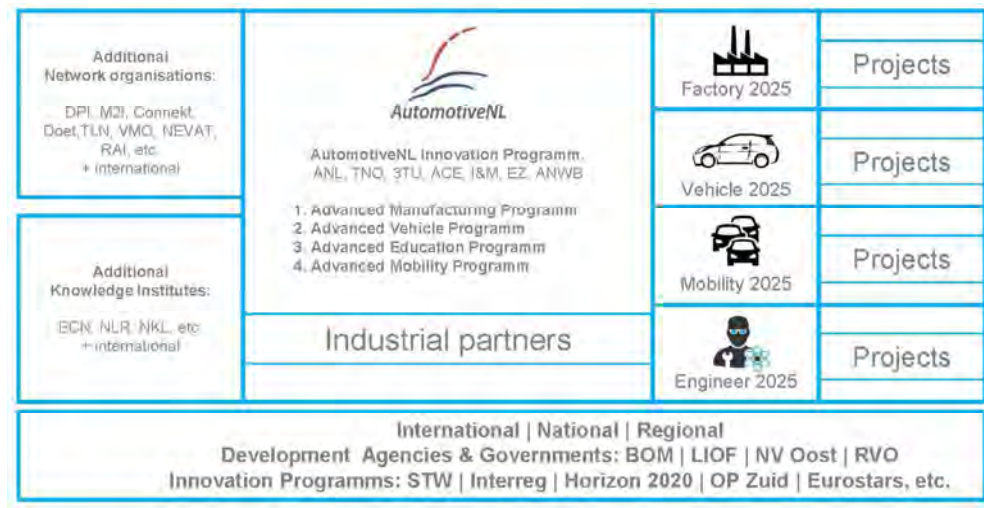 Additional
Network organisations:
DPI, M2I, Connekt,
Doet,TLN, VMO, NEVAT,
RAI, etc.
+ international
Additional
Knowledge Institutes:
ECN, NLR, NKL, etc.
+ international
AutomotiveNL
AutomotiveNL Innovation Programm.
ANL, TNO, 3TU, ACE, I&M, EZ, ANWB
1. Advanced Manufacturing Programm
2. Advanced Vehicle Programm
3. Advanced Education Programm
4. Advanced Mobility Programm
Industrial partners
Factory 2025
Projects
Vehicle 2025
Projects
Mobility 2025
Projects
Engineer 2025
Projects
International | National | Regional
Development Agencies & Governments: BOM | LIOF | NV Oost | RVO
Innovation Programms: STW | Interreg | Horizon 2020 | OP Zuid | Eurostars, etc.